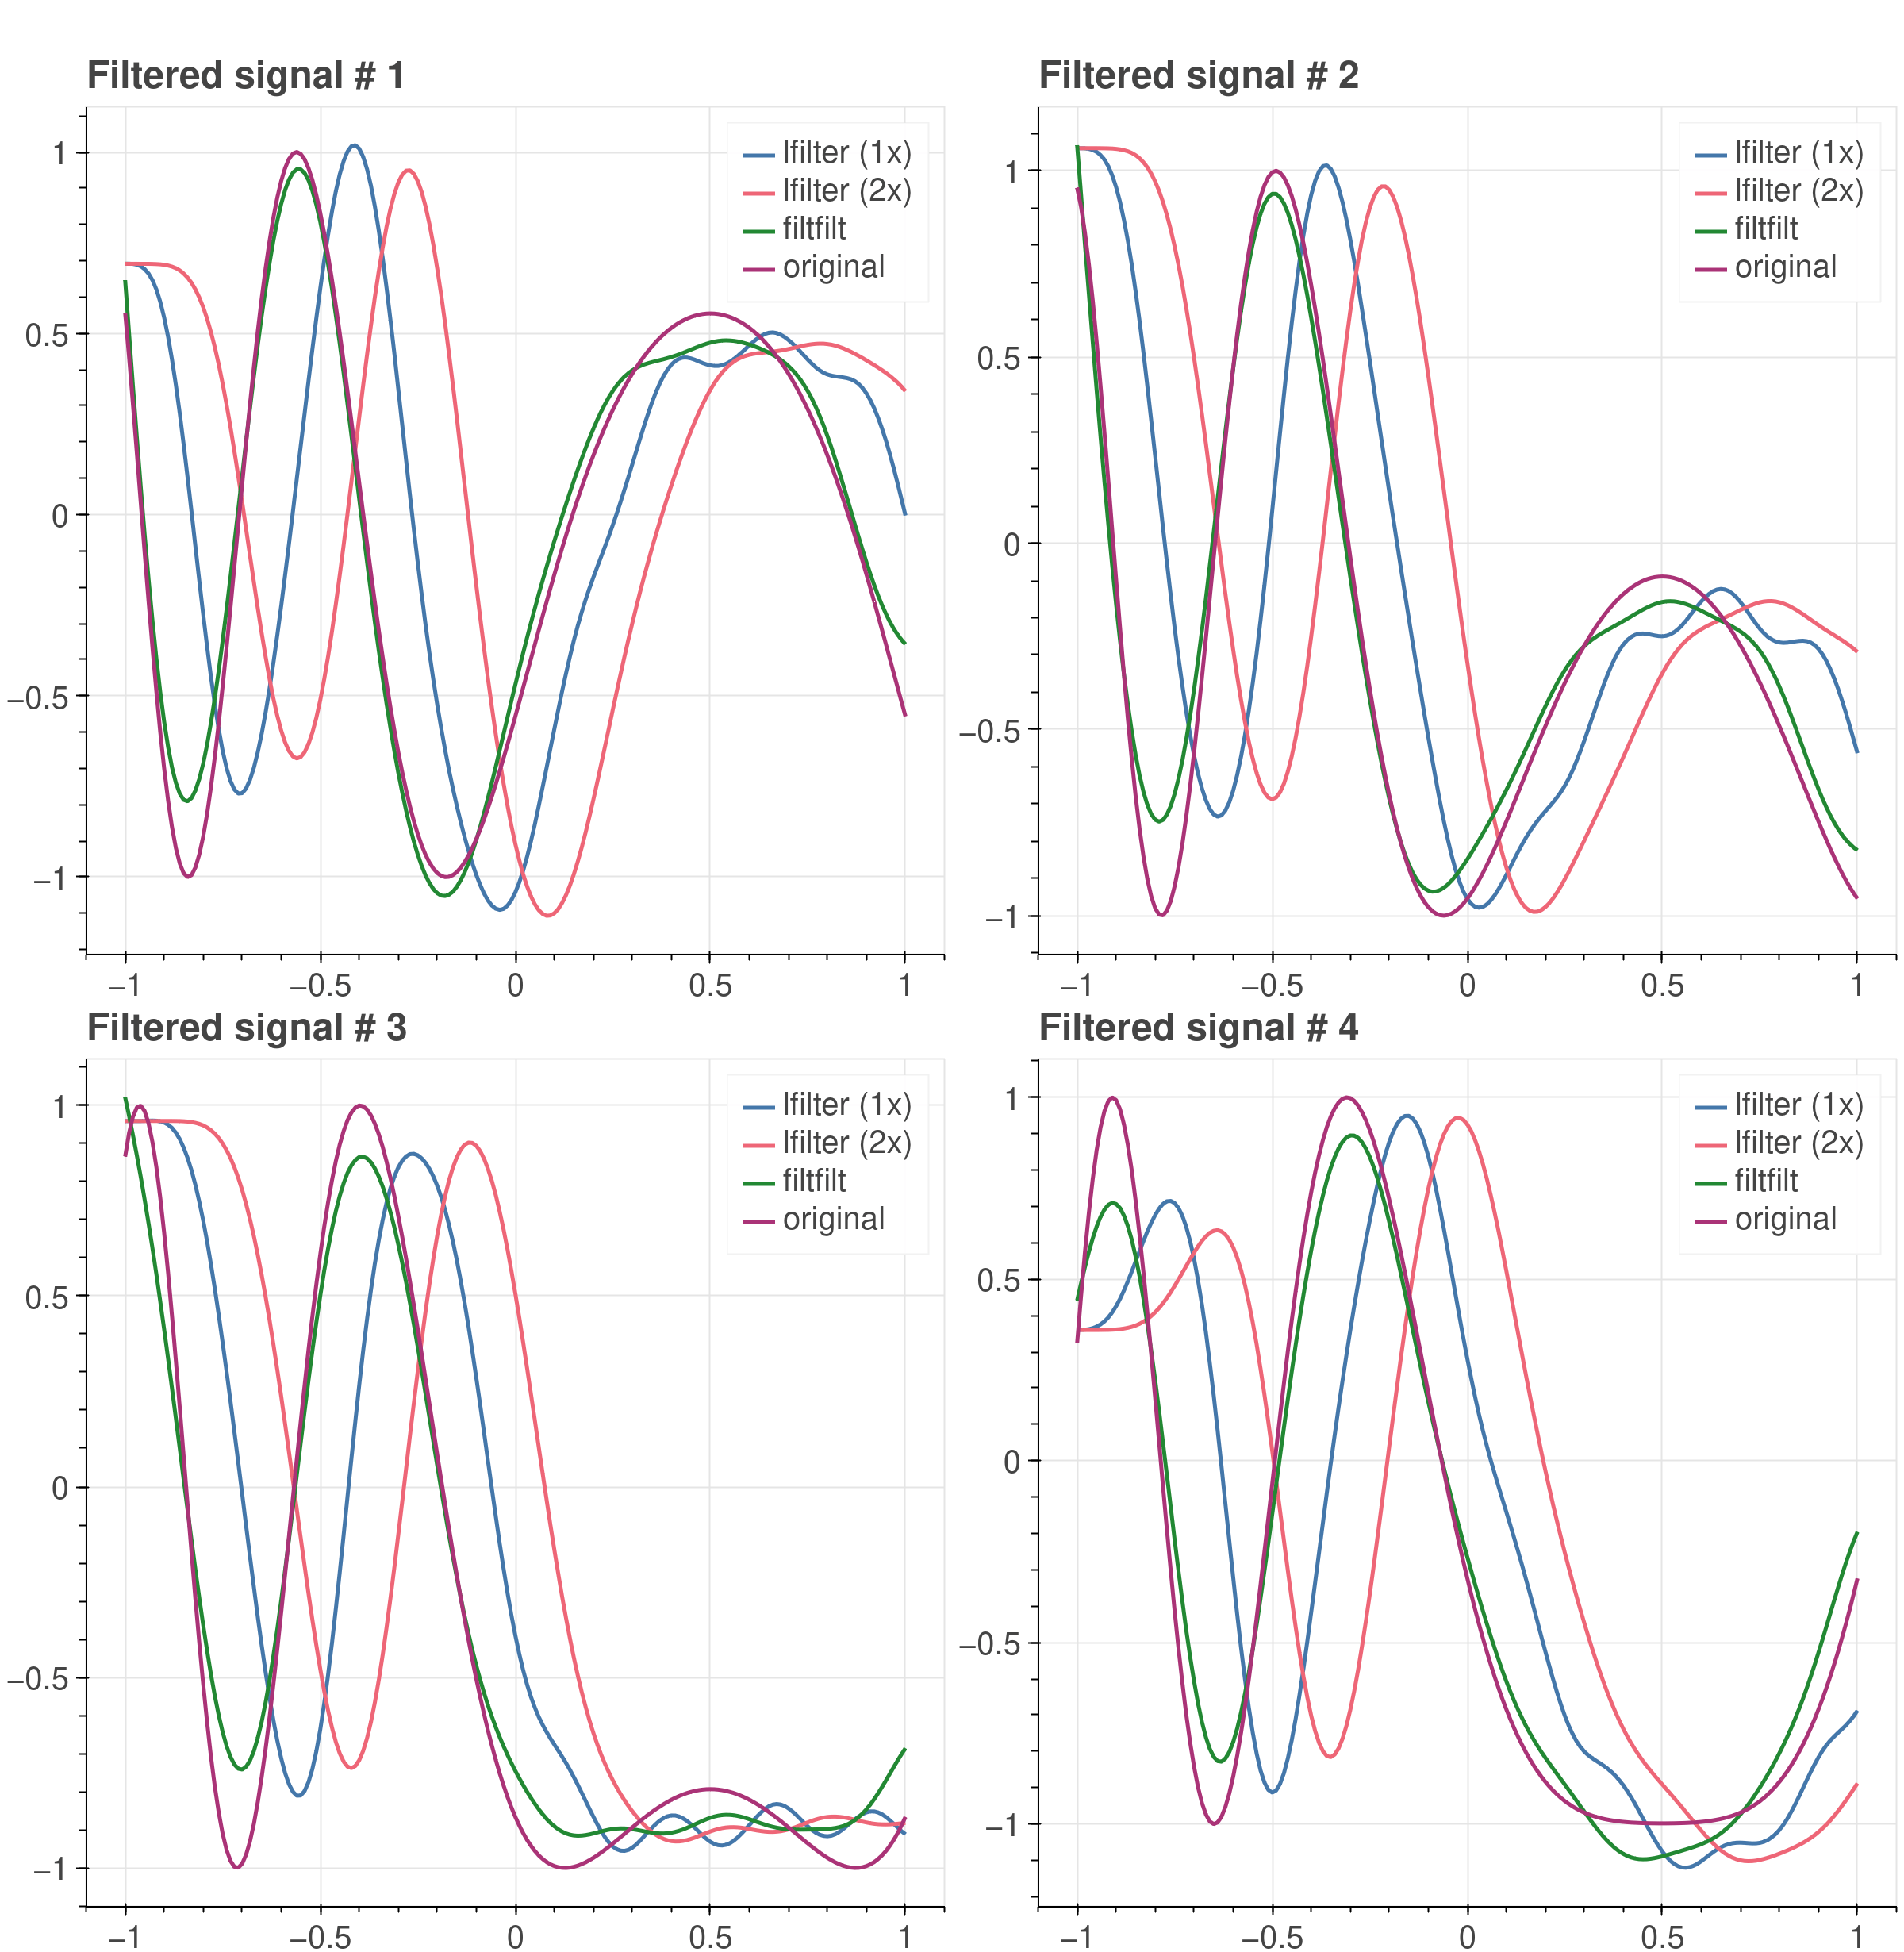 Filtered signal # 1
lfilter (1x)
lfilter (2x)
filtfilt
original
1
0.5
0
−0.5
−1
−1
−0.5
0
0.5
1
Filtered signal # 2
lfilter (1x)
lfilter (2x)
filtfilt
original
1
0.5
0
−0.5
−1
−1
−0.5
0
0.5
1
Filtered signal # 3
lfilter (1x)
lfilter (2x)
filtfilt
original
1
0.5
0
−0.5
−1
−1
−0.5
0
0.5
1
Filtered signal # 4
lfilter (1x)
lfilter (2x)
filtfilt
original
1
0.5
0
−0.5
−1
−1
−0.5
0
0.5
1